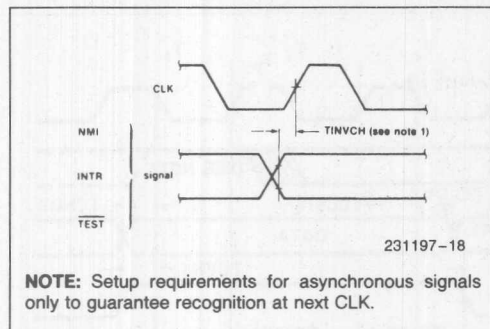 CLK
NMI
TINVCH (see note 1)
INTR
signal
TEST
231197-18
NOTE: Setup requirements for asynchronous signals
only to guarantee recognition at next CLK.